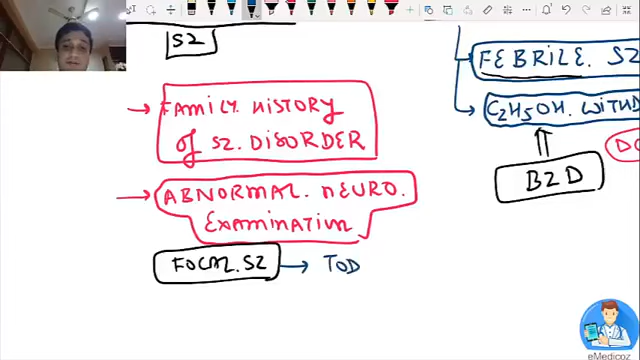 SZ
FEBRILE. SZ
FAMILY HISTORY
OF SZ. DISORDER
C2H5OH. WITHD
BZD
ABNORMAL. NEURO.
EXAMINATION
FOCAL. SZ → TOD
eMedicoz